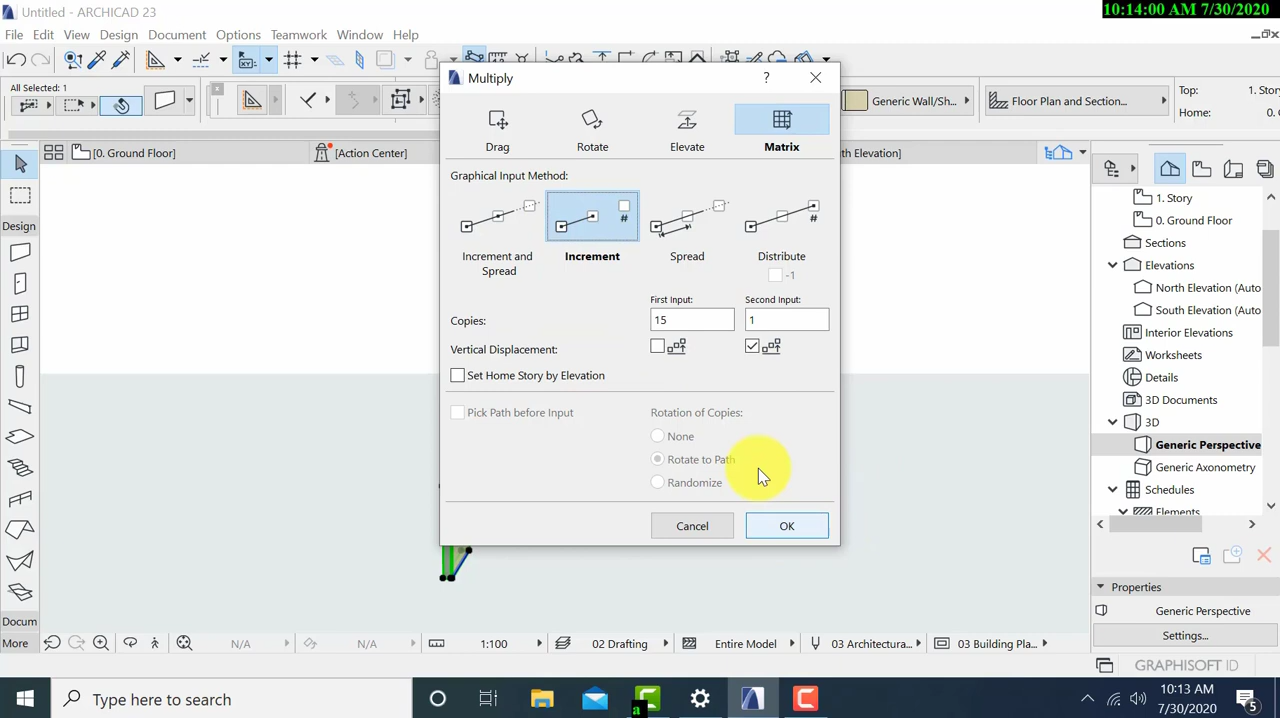 Untitled - ARCHICAD 23
10:14:00 AM 7/30/2020
File Edit View Design Document Options Teamwork Window Help
Multiply
?
All Selected: 1
Generic Wall/Sh...
Floor Plan and Section...
Top:
1. Story
Home:
0. G
[0. Ground Floor]
[Action Center]
th Elevation]
Drag
Rotate
Elevate
Matrix
Graphical Input Method:
#
#
Increment and
Spread
Increment
Spread
Distribute
-1
First Input:
Second Input:
Copies:
15
1
Vertical Displacement:
Set Home Story by Elevation
Pick Path before Input
Rotation of Copies:
None
Rotate to Path
Randomize
Cancel
OK
Design
Docum
More
1. Story
0. Ground Floor
Sections
Elevations
North Elevation (Auto
South Elevation (Auto
Interior Elevations
Worksheets
Details
3D Documents
3D
Generic Perspective
Generic Axonometry
Schedules
Elements
Properties
Generic Perspective
Settings...
N/A
N/A
1:100
02 Drafting
Entire Model
03 Architectura...
03 Building Pla...
GRAPHISOFT ID
Type here to search
a
10:13 AM
7/30/2020
5